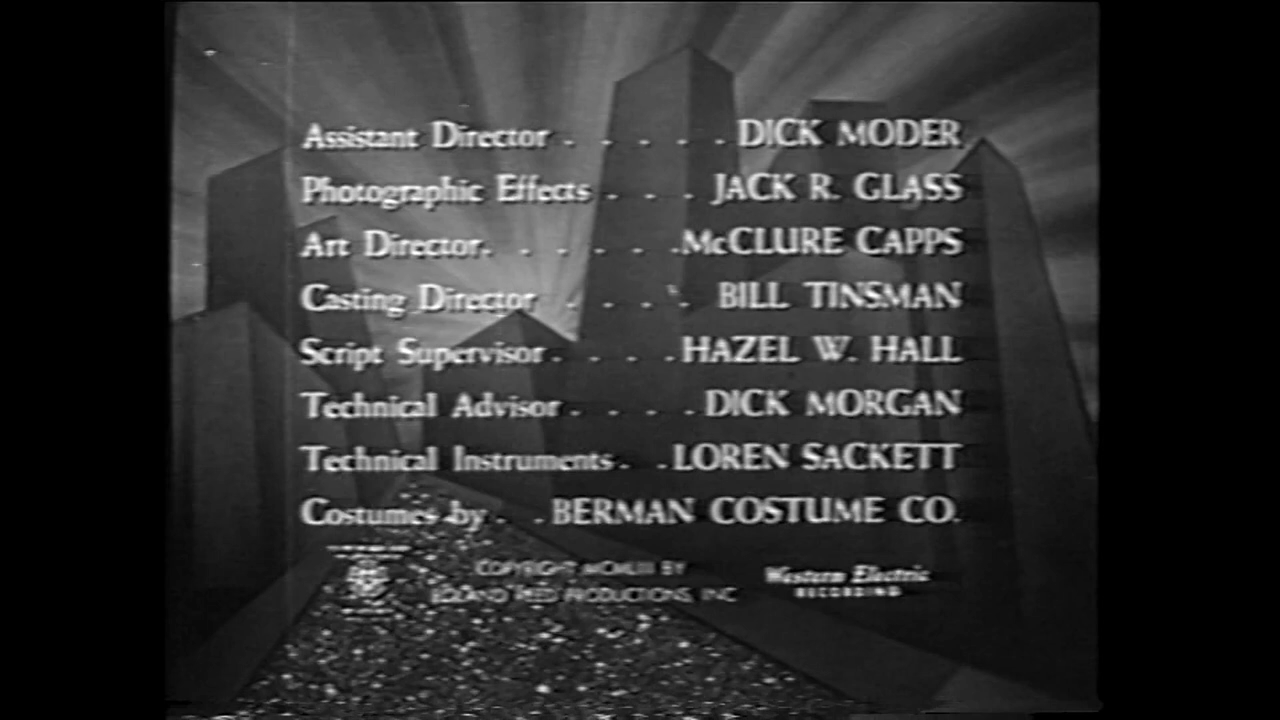 Assistant Director . . . . . DICK MODER
Photographic Effects . . . JACK R. GLASS
Art Director. . . . . .McCLURE CAPPS
Casting Director . . . . BILL TINSMAN
Script Supervisor. . . . .HAZEL W. HALL
Technical Advisor. . . . .DICK MORGAN
Technical Instruments. . .LOREN SACKETT
Costumes by . . .BERMAN COSTUME CO.
COPYRIGHT MCMLIII BY
ROLAND REED PRODUCTIONS, INC
Western Electric
RECORDING